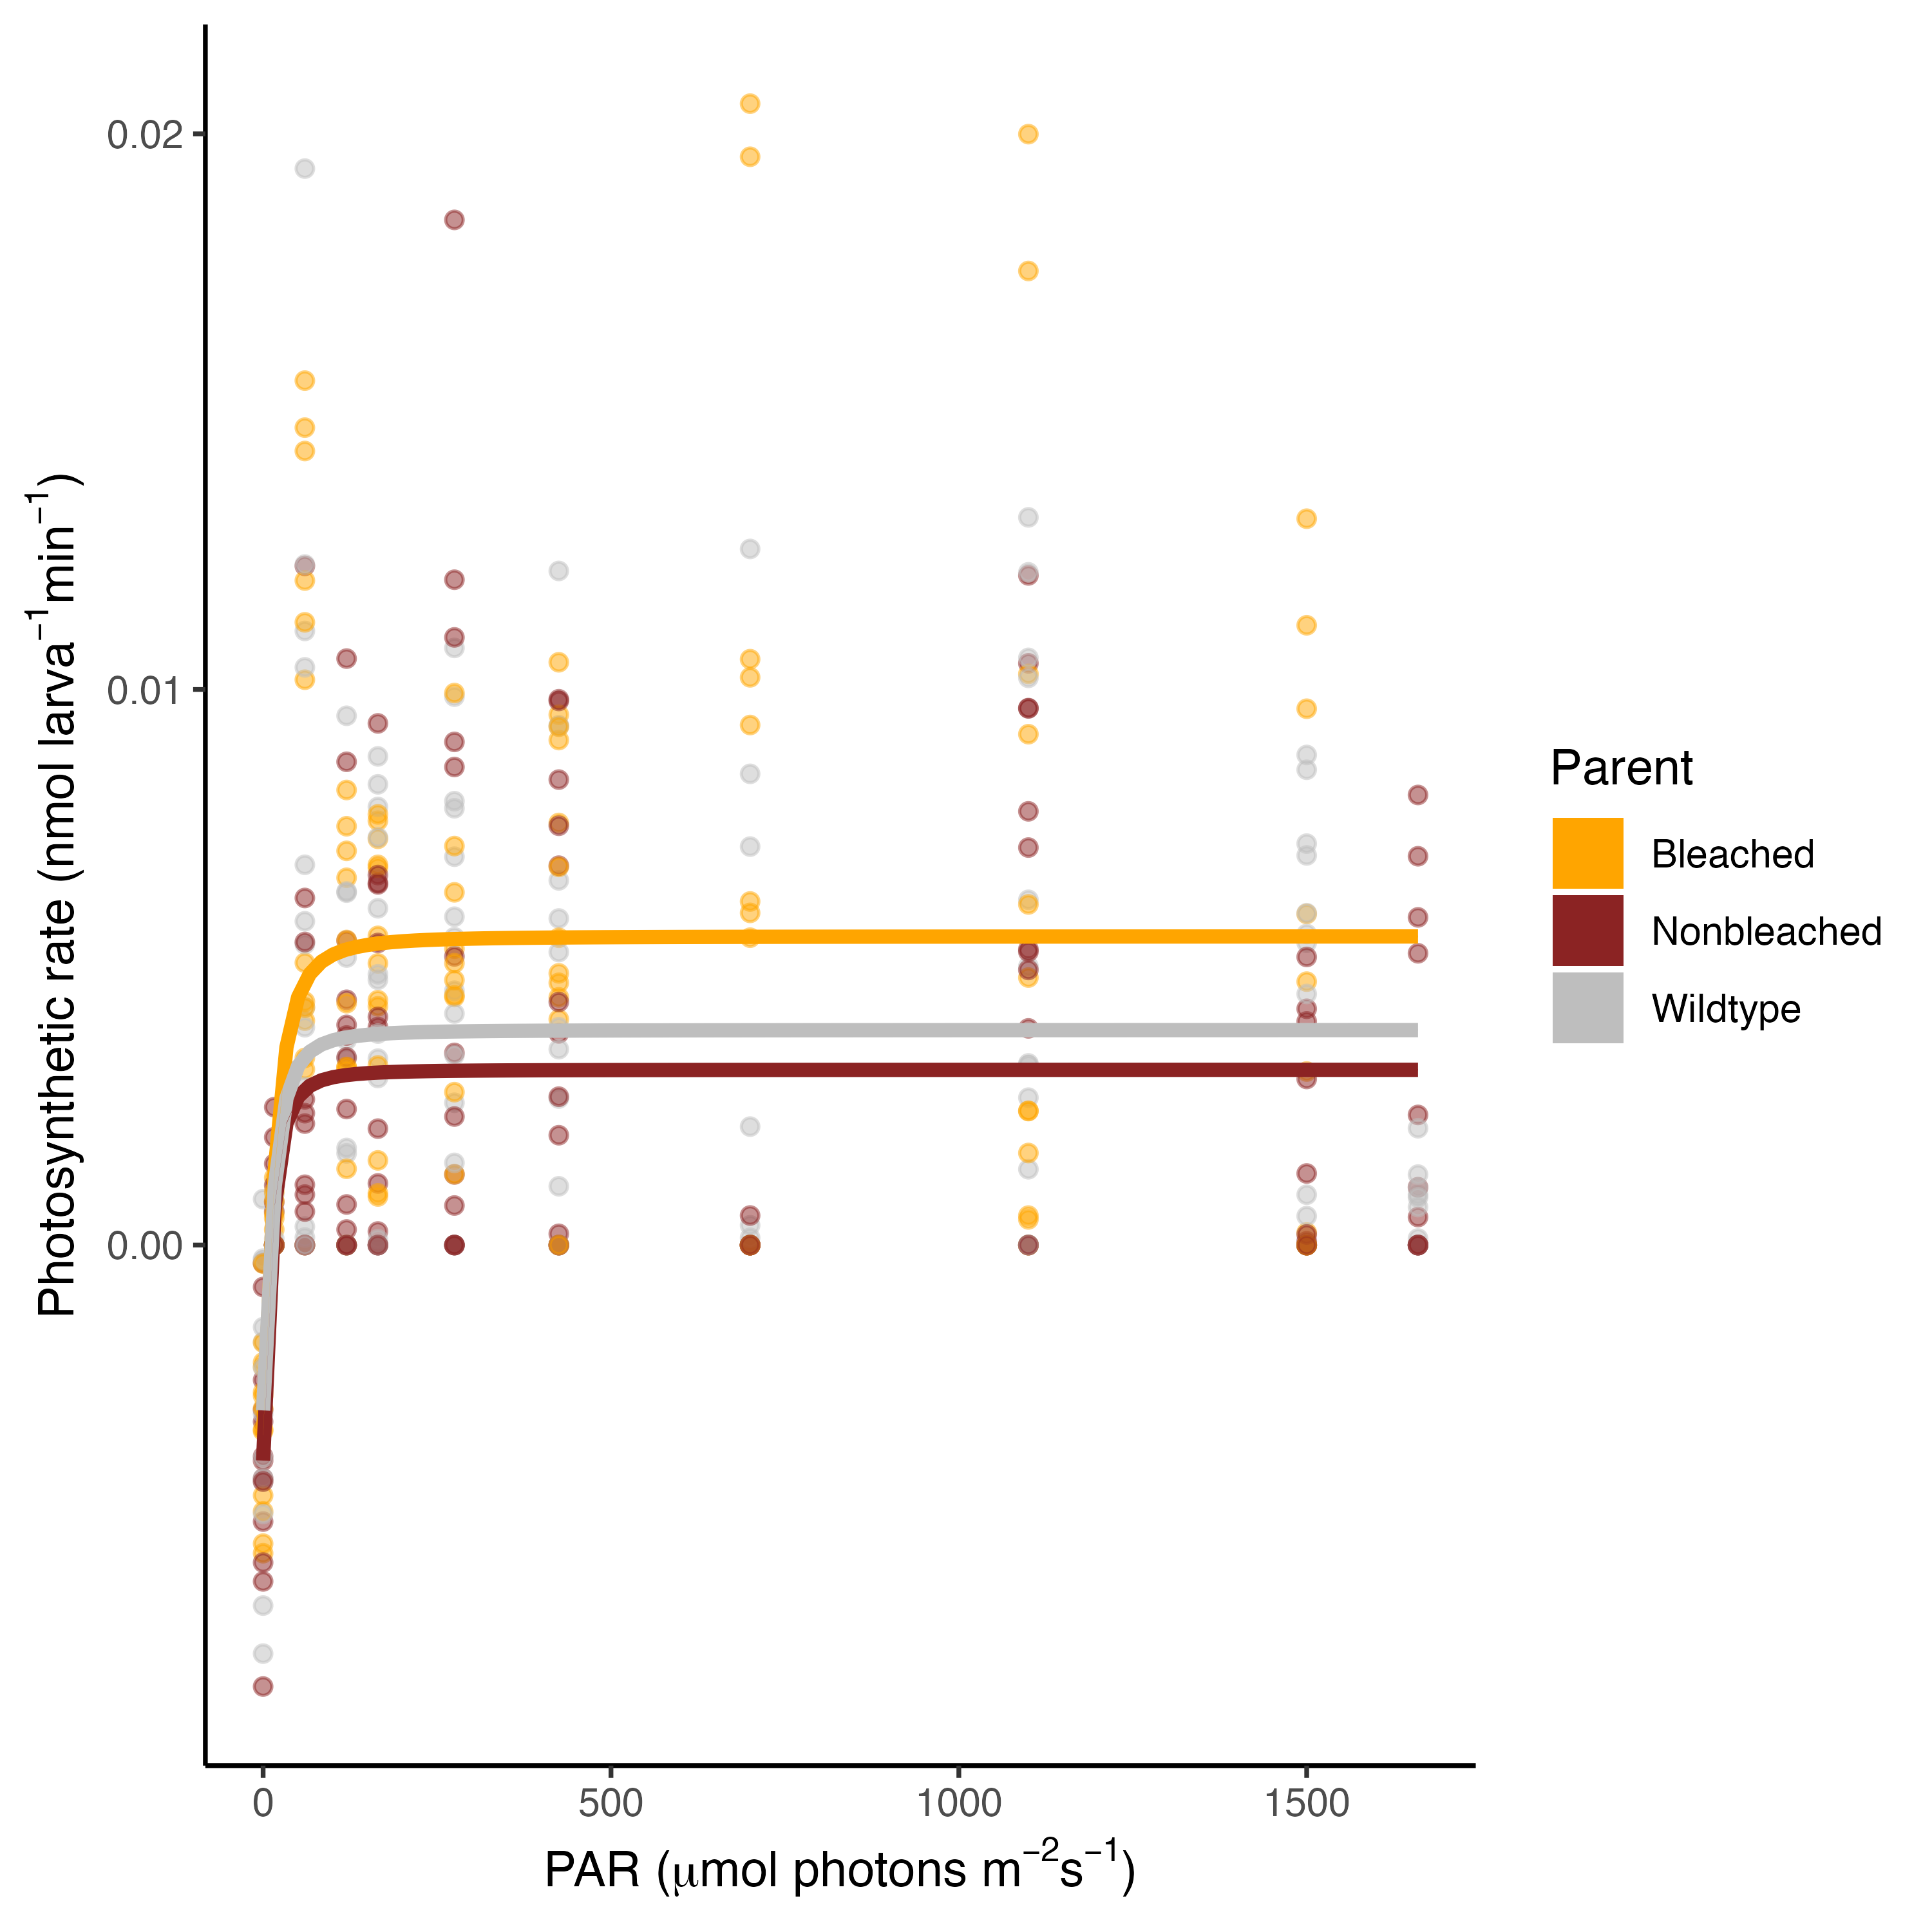 Photosynthetic rate (nmol larva⁻¹min⁻¹)
0.02
0.01
0.00
0
500
1000
1500
PAR (μmol photons m⁻²s⁻¹)
Parent
Bleached
Nonbleached
Wildtype